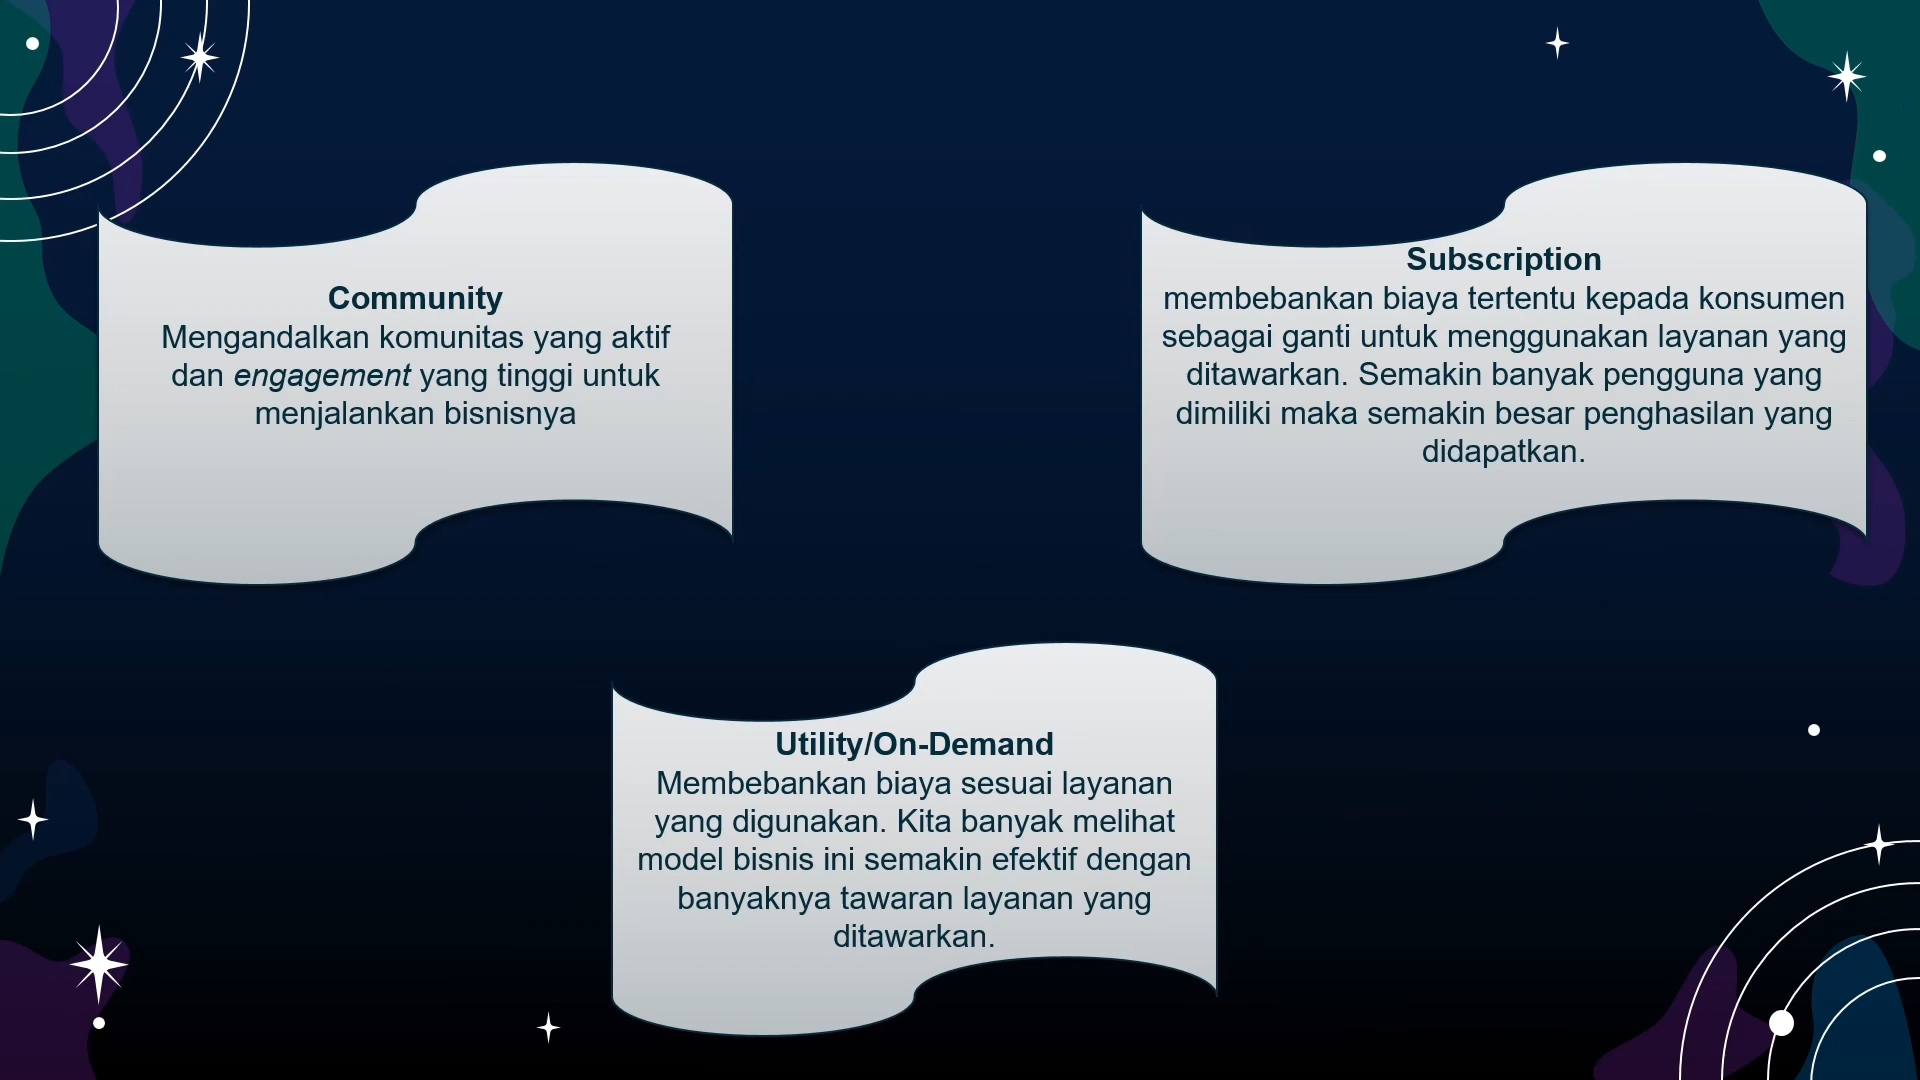 Community
Mengandalkan komunitas yang aktif
dan engagement yang tinggi untuk
menjalankan bisnisnya
Subscription
membebankan biaya tertentu kepada konsumen
sebagai ganti untuk menggunakan layanan yang
ditawarkan. Semakin banyak pengguna yang
dimiliki maka semakin besar penghasilan yang
didapatkan.
Utility/On-Demand
Membebankan biaya sesuai layanan
yang digunakan. Kita banyak melihat
model bisnis ini semakin efektif dengan
banyaknya tawaran layanan yang
ditawarkan.